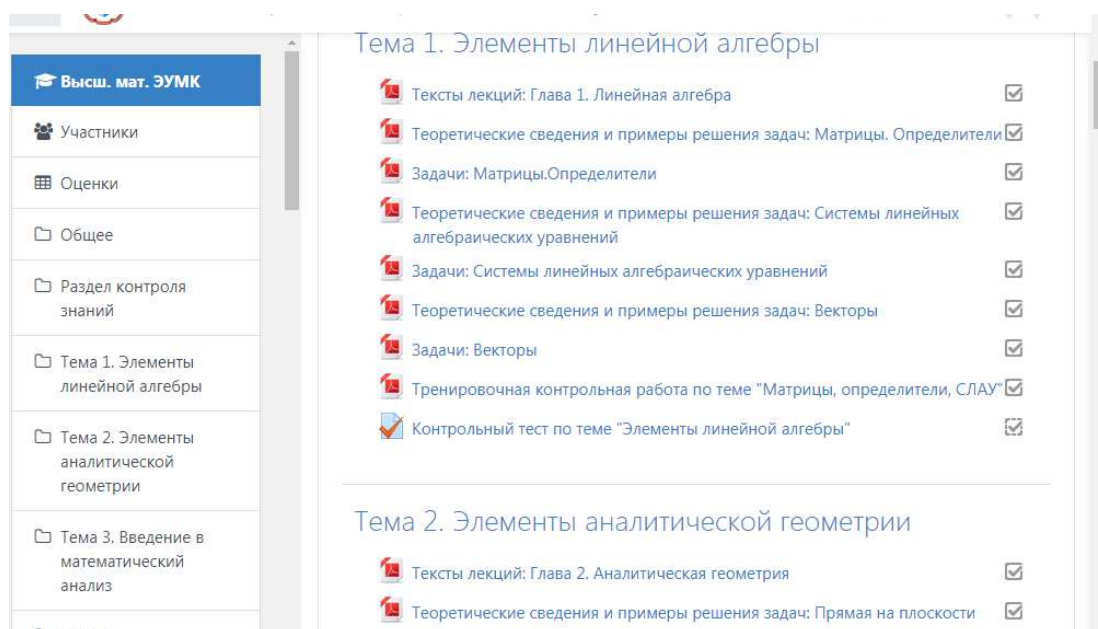 Высш. мат. ЭУМК
Участники
Оценки
Общее
Раздел контроля
знаний
Тема 1. Элементы
линейной алгебры
Тема 2. Элементы
аналитической
геометрии
Тема 3. Введение в
математический
анализ
Тема 1. Элементы линейной алгебры
Тексты лекций: Глава 1. Линейная алгебра
Теоретические сведения и примеры решения задач: Матрицы. Определители
Задачи: Матрицы.Определители
Теоретические сведения и примеры решения задач: Системы линейных
алгебраических уравнений
Задачи: Системы линейных алгебраических уравнений
Теоретические сведения и примеры решения задач: Векторы
Задачи: Векторы
Тренировочная контрольная работа по теме "Матрицы, определители, СЛАУ"
Контрольный тест по теме "Элементы линейной алгебры"
Тема 2. Элементы аналитической геометрии
Тексты лекций: Глава 2. Аналитическая геометрия
Теоретические сведения и примеры решения задач: Прямая на плоскости